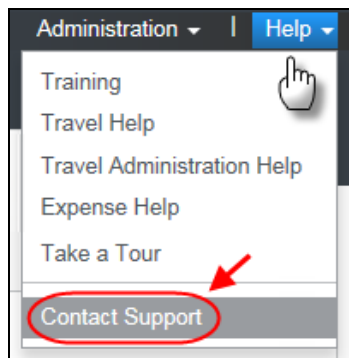 Administration | Help
Training
Travel Help
Travel Administration Help
Expense Help
Take a Tour
Contact Support